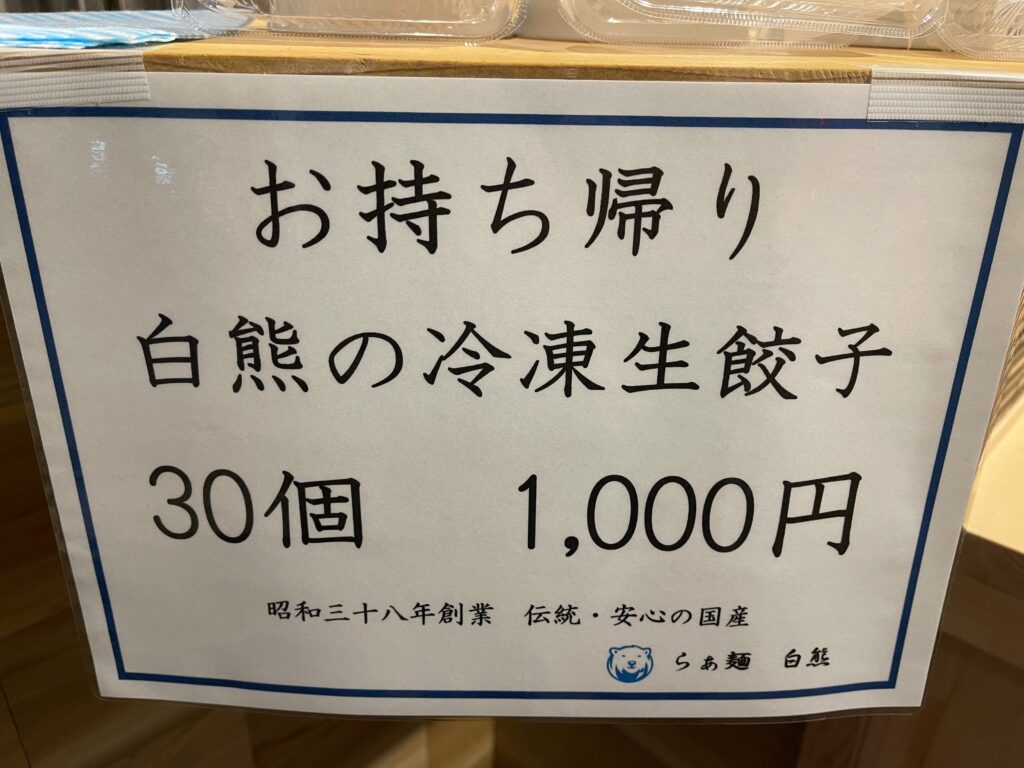 お持ち帰り
白熊の冷凍生餃子
30個　1,000円
昭和三十八年創業　伝統・安心の国産
らぁ麺　白熊